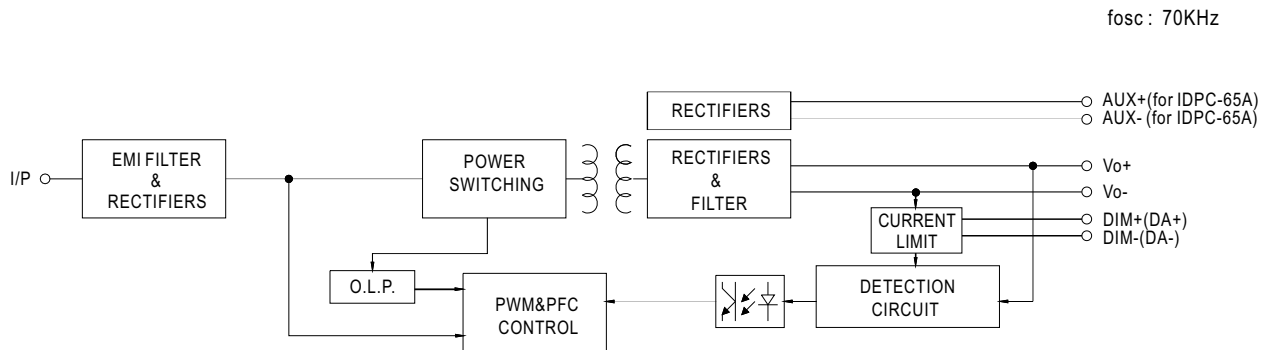 fosc : 70KHz
RECTIFIERS
AUX+(for IDPC-65A)
AUX- (for IDPC-65A)
I/P
EMI FILTER
&
RECTIFIERS
POWER
SWITCHING
RECTIFIERS
&
FILTER
Vo+
Vo-
CURRENT
LIMIT
DIM+(DA+)
DIM-(DA-)
O.L.P.
PWM&PFC
CONTROL
DETECTION
CIRCUIT